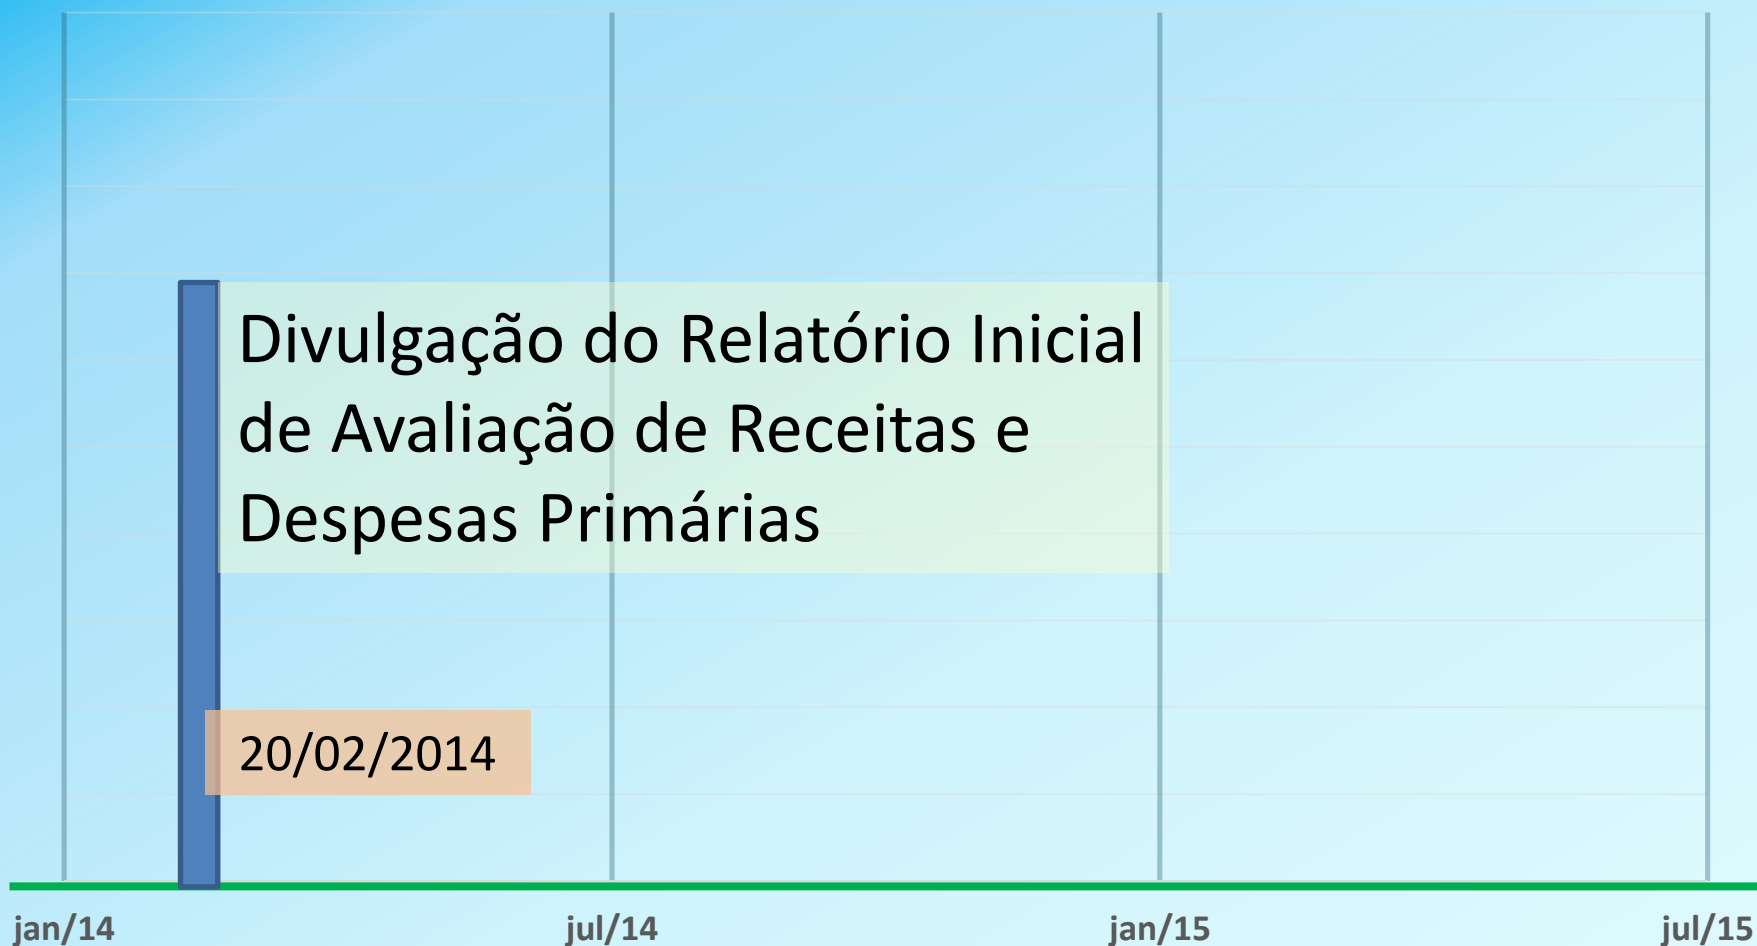 Divulgação do Relatório Inicial
de Avaliação de Receitas e
Despesas Primárias
20/02/2014
jan/14 jul/14 jan/15 jul/15